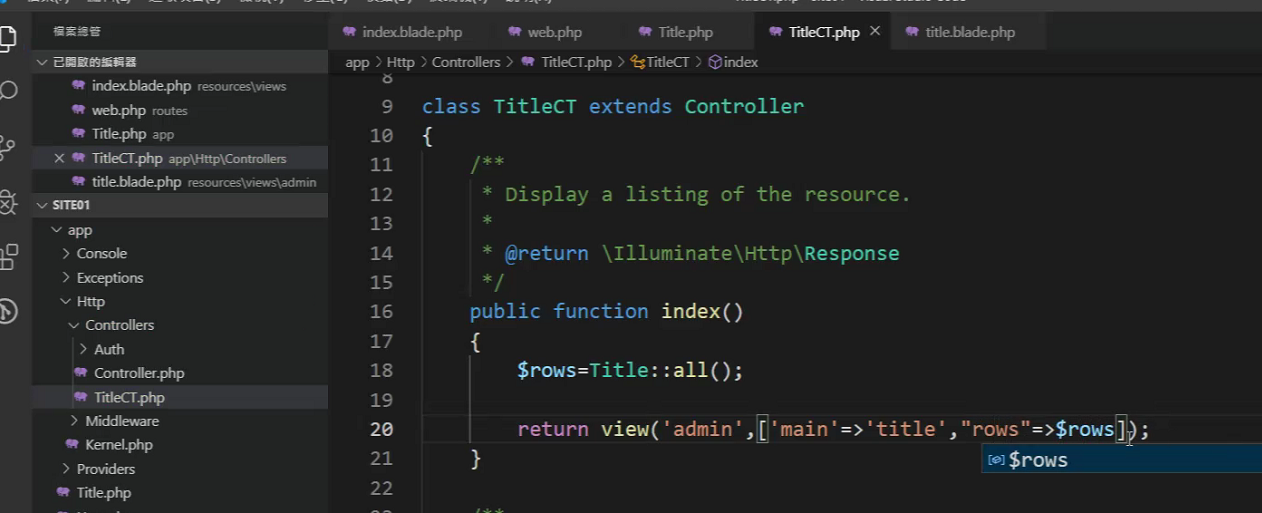 檔案總管
已開啟的編輯器
index.blade.php resources\views
web.php routes
Title.php app
TitleCT.php app\Http\Controllers
title.blade.php resources\views\admin
SITE01
app
Console
Exceptions
Http
Controllers
Auth
Controller.php
TitleCT.php
Middleware
Kernel.php
Providers
Title.php
index.blade.php web.php Title.php TitleCT.php title.blade.php
app > Http > Controllers > TitleCT.php > TitleCT > index
8
9 class TitleCT extends Controller
10 {
11 /**
12 * Display a listing of the resource.
13 *
14 * @return \Illuminate\Http\Response
15 */
16 public function index()
17 {
18 $rows=Title::all();
19
20 return view('admin',['main'=>'title',"rows"=>$rows]);
21 }
$rows
22